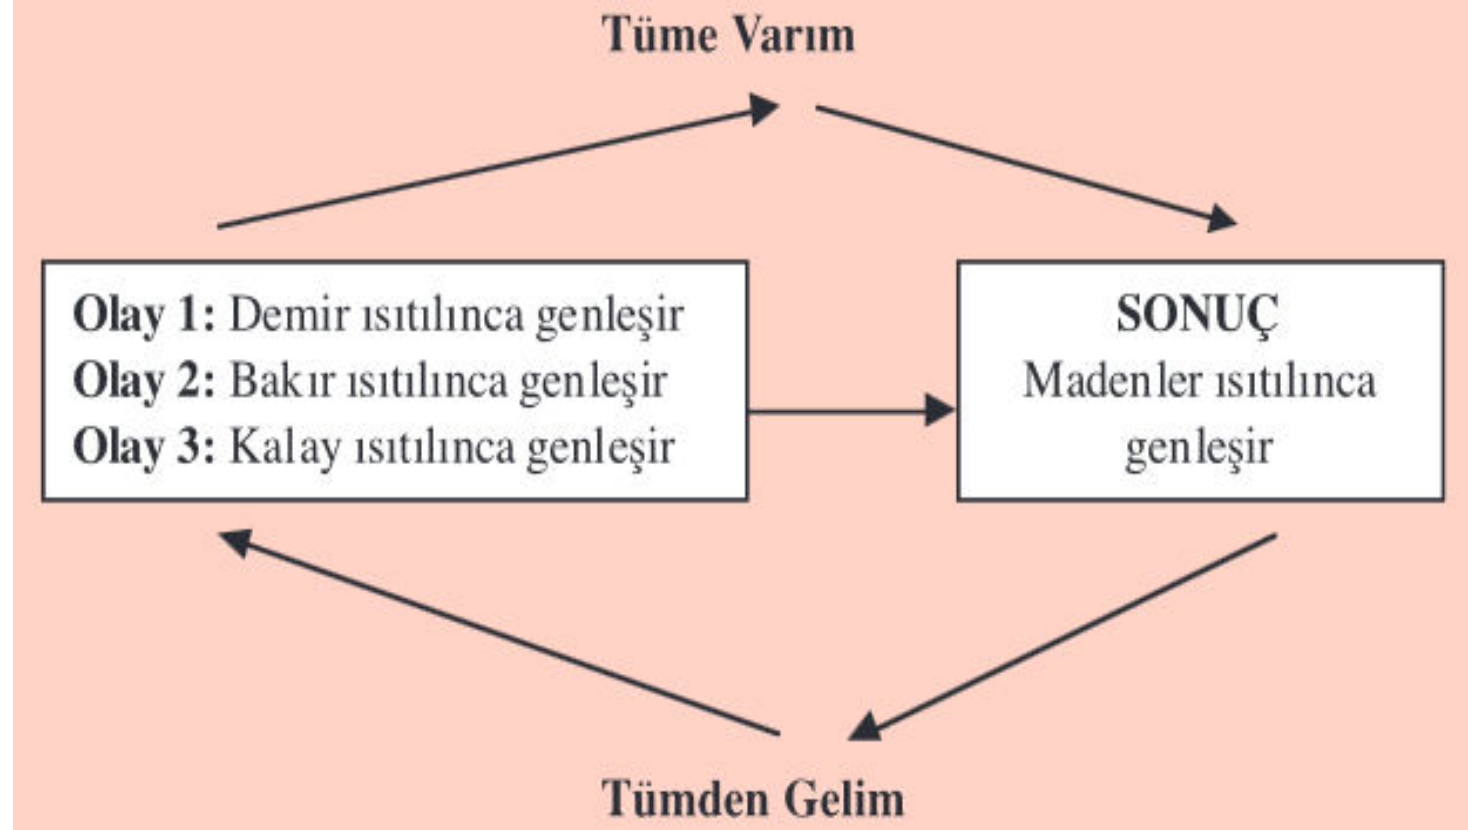 Tüme Varım
Olay 1: Demir ısıtılınca genleşir
Olay 2: Bakır ısıtılınca genleşir
Olay 3: Kalay ısıtılınca genleşir
SONUÇ
Madenler ısıtılınca
genleşir
Tümden Gelim